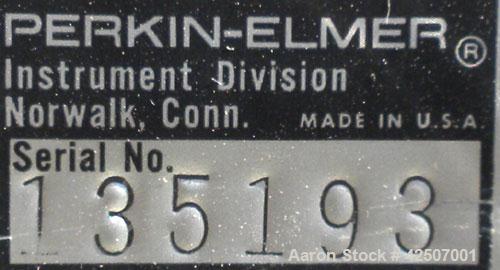 PERKIN-ELMER®
Instrument Division
Norwalk, Conn. MADE IN U.S.A.
Serial No.
135193
Aaron Stock # 42507001